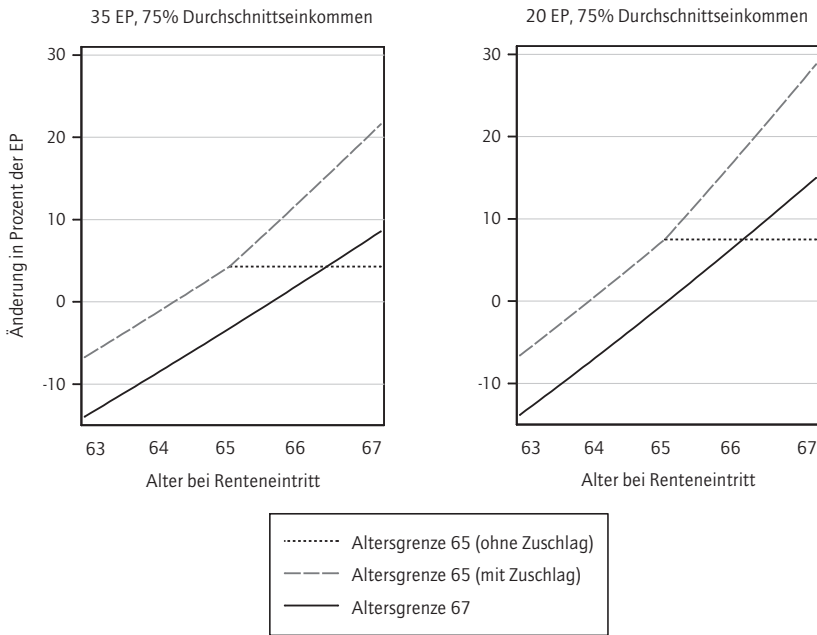 35 EP, 75% Durchschnittseinkommen
20 EP, 75% Durchschnittseinkommen
Änderung in Prozent der EP
30
20
10
0
-10
63 64 65 66 67
Alter bei Renteneintritt
30
20
10
0
-10
63 64 65 66 67
Alter bei Renteneintritt
Altersgrenze 65 (ohne Zuschlag)
Altersgrenze 65 (mit Zuschlag)
Altersgrenze 67